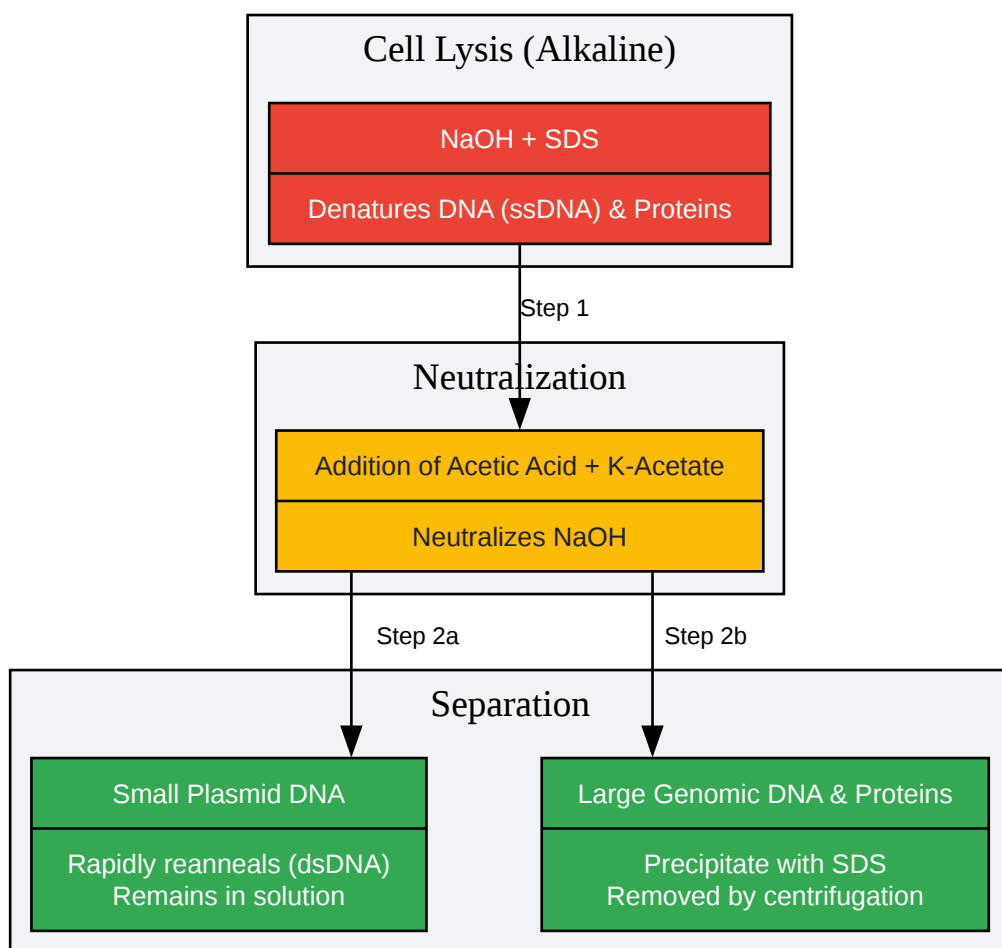 Cell Lysis (Alkaline)
NaOH + SDS
Denatures DNA (ssDNA) & Proteins
Step 1
Neutralization
Addition of Acetic Acid + K-Acetate
Neutralizes NaOH
Step 2a
Step 2b
Separation
Small Plasmid DNA
Rapidly reanneals (dsDNA)
Remains in solution
Large Genomic DNA & Proteins
Precipitate with SDS
Removed by centrifugation